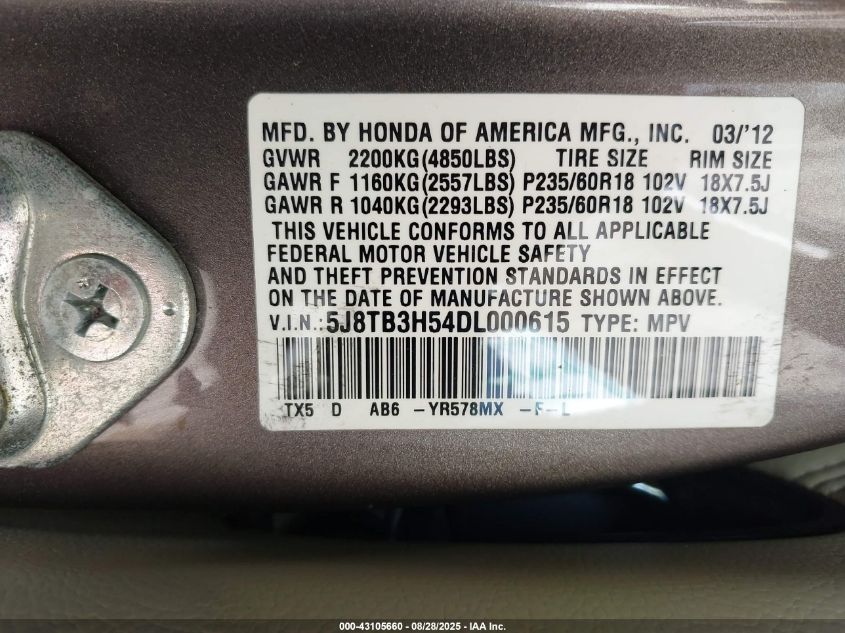 MFD. BY HONDA OF AMERICA MFG., INC. 03/'12
GVWR 2200KG(4850LBS) TIRE SIZE RIM SIZE
GAWR F 1160KG(2557LBS) P235/60R18 102V 18X7.5J
GAWR R 1040KG(2293LBS) P235/60R18 102V 18X7.5J
THIS VEHICLE CONFORMS TO ALL APPLICABLE
FEDERAL MOTOR VEHICLE SAFETY
AND THEFT PREVENTION STANDARDS IN EFFECT
ON THE DATE OF MANUFACTURE SHOWN ABOVE.
V.I.N.:5J8TB3H54DL000615 TYPE: MPV
TX5 D AB6 -YR578MX -F-L
000-43105660 - 08/28/2025 - IAA Inc.